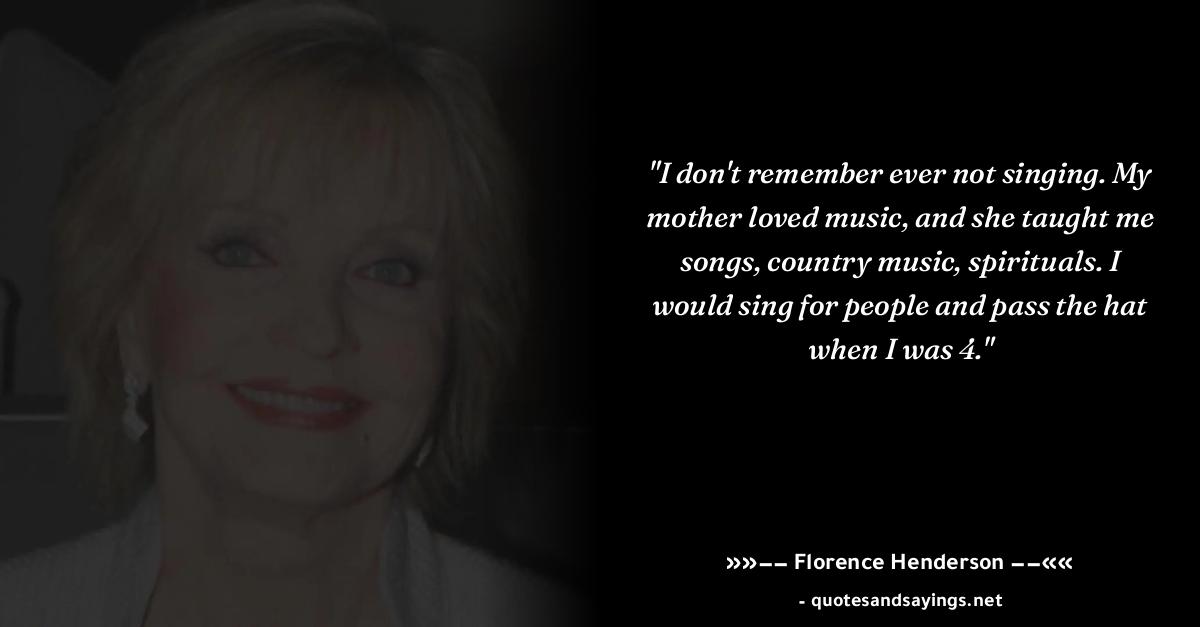 "I don't remember ever not singing. My
mother loved music, and she taught me
songs, country music, spirituals. I
would sing for people and pass the hat
when I was 4."
»»−− Florence Henderson −−««
- quotesandsayings.net